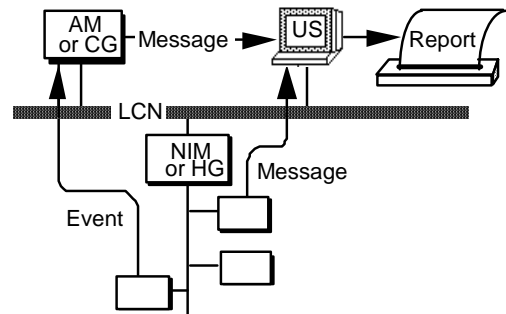 AM
or CG
Message
US
Report
LCN
NIM
or HG
Message
Event